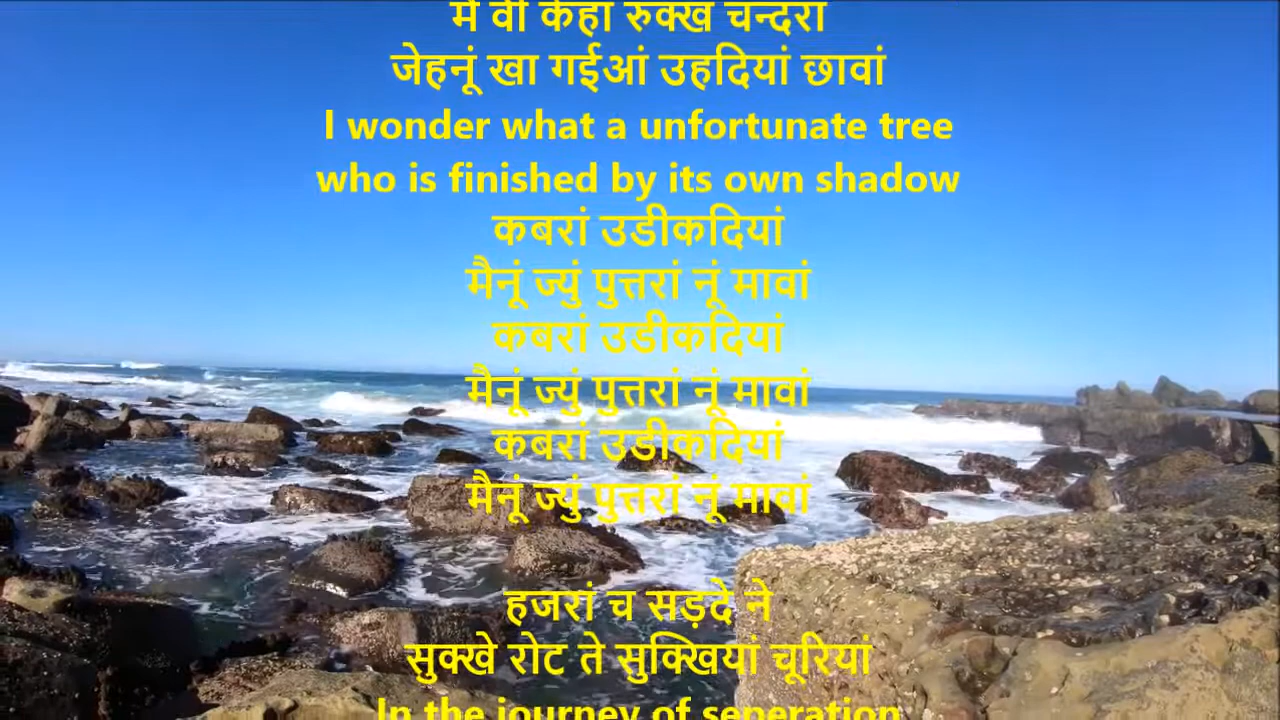 मैं वी केहा रुक्ख चन्दरा
जेहनूं खा गईआं उहदियां छावां
I wonder what a unfortunate tree
who is finished by its own shadow
कबरां उडीकदियां
मैनूं ज्युं पुत्तरां नूं मावां
कबरां उडीकदियां
मैनूं ज्युं पुत्तरां नूं मावां
कबरां उडीकदियां
मैनूं ज्युं पुत्तरां नूं मावां
हजरां च सड़दे ने
सुक्खे रोट ते सुक्खियां चूरियां
In the journey of seperation